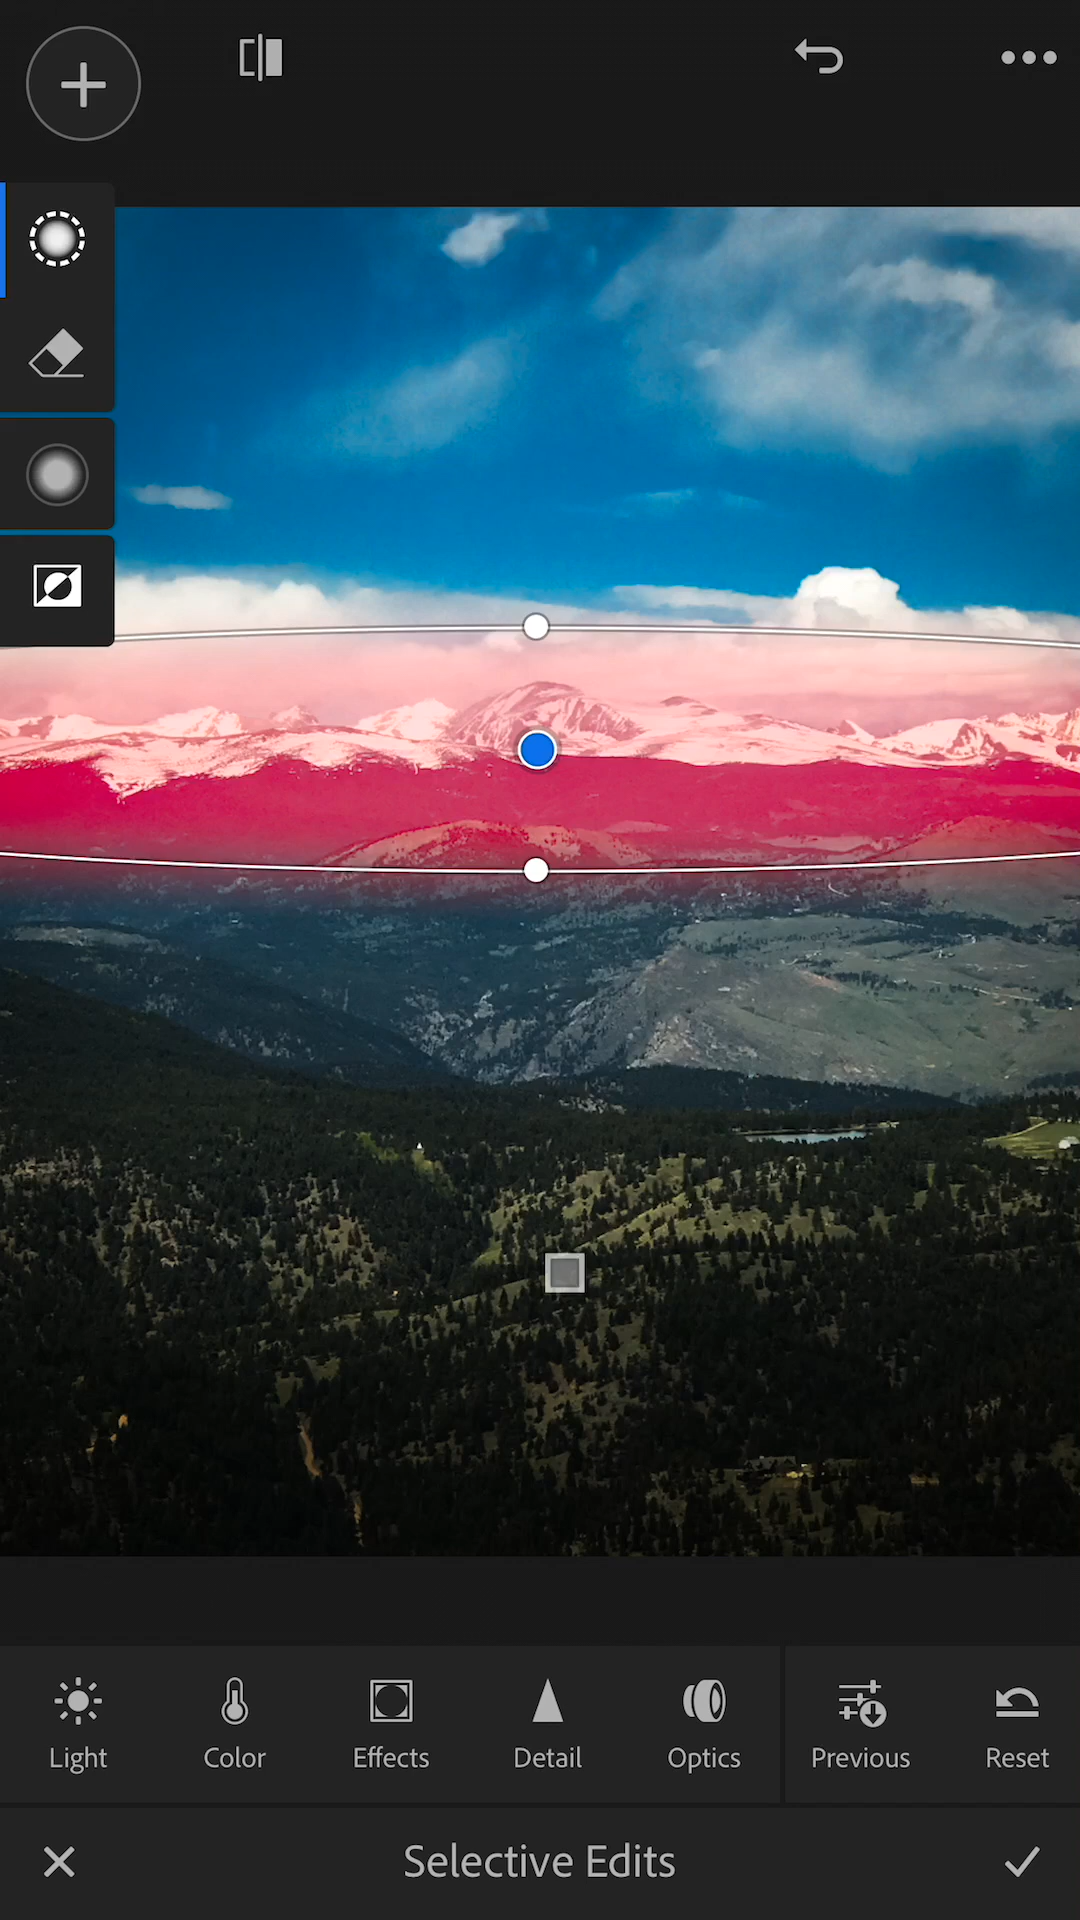 Light
Color
Effects
Detail
Optics
Previous
Reset
Selective Edits